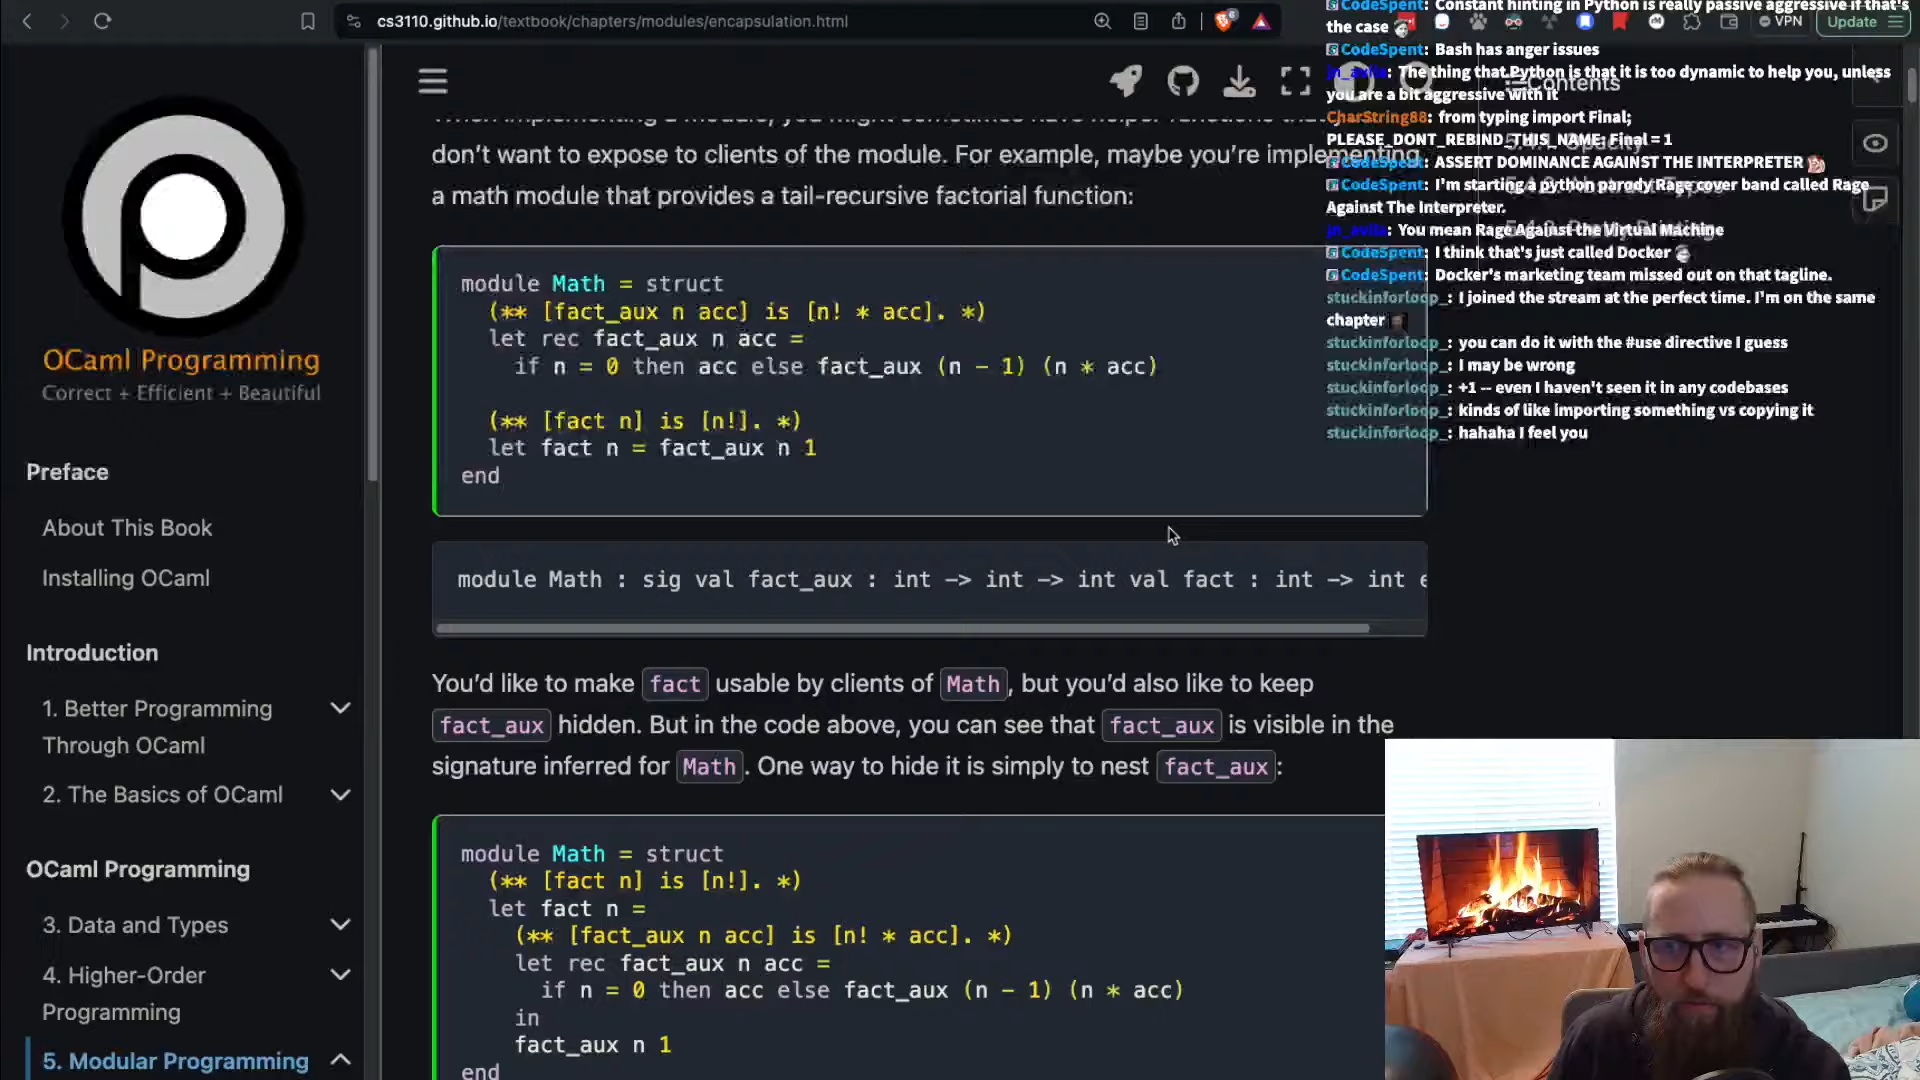 cs3110.github.io/textbook/chapters/modules/encapsulation.html
VPN
Update
OCaml Programming
Correct + Efficient + Beautiful
Preface
About This Book
Installing OCaml
Introduction
1. Better Programming
Through OCaml
2. The Basics of OCaml
OCaml Programming
3. Data and Types
4. Higher-Order
Programming
5. Modular Programming
don't want to expose to clients of the module. For example, maybe you're implementing
a math module that provides a tail-recursive factorial function:
module Math = struct
(** [fact_aux n acc] is [n! * acc]. *)
let rec fact_aux n acc =
if n = 0 then acc else fact_aux (n - 1) (n * acc)
(** [fact n] is [n!]. *)
let fact n = fact_aux n 1
end
module Math : sig val fact_aux : int -> int -> int val fact : int -> int e
You'd like to make fact usable by clients of Math, but you'd also like to keep
fact_aux hidden. But in the code above, you can see that fact_aux is visible in the
signature inferred for Math. One way to hide it is simply to nest fact_aux:
module Math = struct
(** [fact n] is [n!]. *)
let fact n =
(** [fact_aux n acc] is [n! * acc]. *)
let rec fact_aux n acc =
if n = 0 then acc else fact_aux (n - 1) (n * acc)
in
fact_aux n 1
end
Contents
CodeSpent: Constant hinting in Python is really passive aggressive if that's
the case
CodeSpent: Bash has anger issues
jn_avila: The thing that Python is that it is too dynamic to help you, unless
you are a bit aggressive with it
CharString88: from typing import Final;
PLEASE_DONT_REBIND_THIS_NAME: Final = 1
CodeSpent: ASSERT DOMINANCE AGAINST THE INTERPRETER
CodeSpent: I'm starting a python parody Rage cover band called Rage
Against The Interpreter.
jn_avila: You mean Rage Against the Virtual Machine
CodeSpent: I think that's just called Docker
CodeSpent: Docker's marketing team missed out on that tagline.
stuckinforloop_: I joined the stream at the perfect time. I'm on the same
chapter
stuckinforloop_: you can do it with the #use directive I guess
stuckinforloop_: I may be wrong
stuckinforloop_: +1 -- even I haven't seen it in any codebases
stuckinforloop_: kinds of like importing something vs copying it
stuckinforloop_: hahaha I feel you